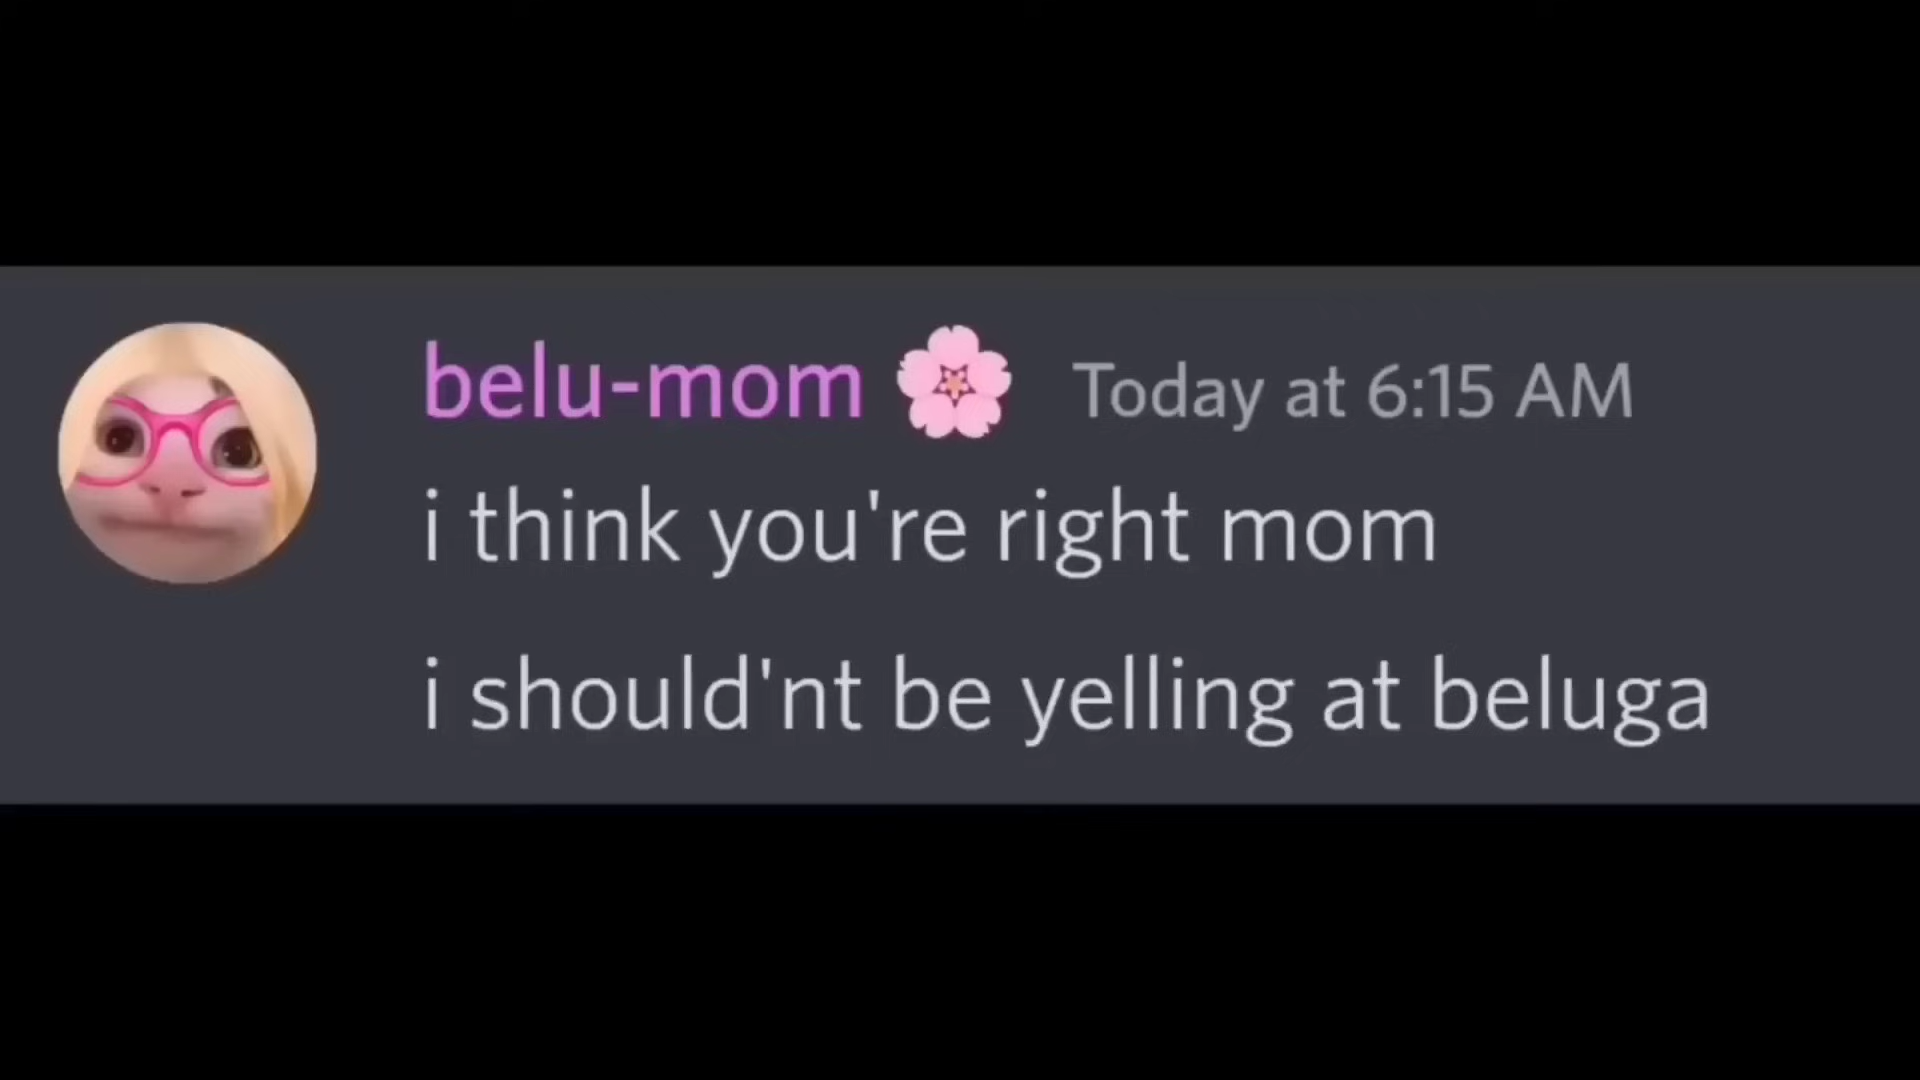 belu-mom 🌸 Today at 6:15 AM
i think you're right mom
i should'nt be yelling at beluga